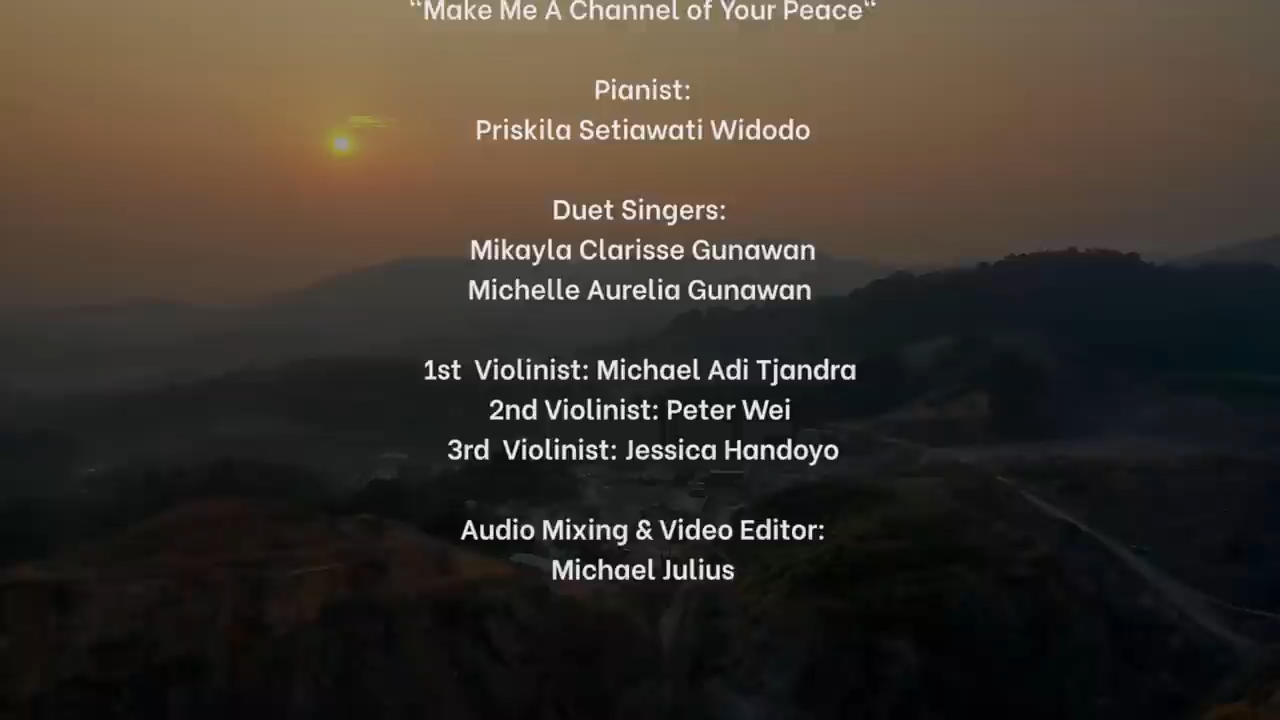 “Make Me A Channel of Your Peace“
Pianist:
Priskila Setiawati Widodo
Duet Singers:
Mikayla Clarisse Gunawan
Michelle Aurelia Gunawan
1st  Violinist: Michael Adi Tjandra
2nd Violinist: Peter Wei
3rd  Violinist: Jessica Handoyo
Audio Mixing & Video Editor:
Michael Julius